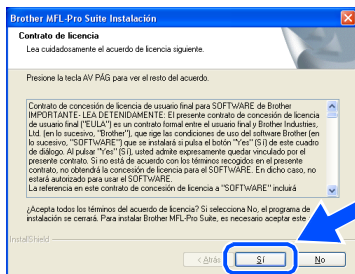 Brother MFL-Pro Suite Instalación
Contrato de licencia
Lea cuidadosamente el acuerdo de licencia siguiente.
Presione la tecla AV PÁG para ver el resto del acuerdo.
Contrato de concesión de licencia de usuario final para SOFTWARE de Brother
IMPORTANTE- LEA DETENIDAMENTE: El presente contrato de concesión de licencia
de usuario final ("EULA") es un contrato formal entre el usuario final y Brother Industries,
Ltd. (en lo sucesivo, "Brother"), que rige las condiciones de uso del software Brother (en
lo sucesivo, "SOFTWARE") que se instalará si pulsa el botón "Yes" (Sí) de este cuadro
de diálogo. Al pulsar "Yes" (Sí), usted admite expresamente quedar vinculado por el
presente contrato. Si no está de acuerdo con los términos recogidos en el presente
contrato, no obtendrá la concesión de licencia para el SOFTWARE. En dicho caso, no
estará autorizado para usar el SOFTWARE.
La referencia en este contrato de concesión de licencia a "SOFTWARE" incluirá
¿Acepta todos los términos del acuerdo de licencia? Si selecciona No, el programa de
instalación se cerrará. Para instalar Brother MFL-Pro Suite, es necesario aceptar este
InstallShield
< Atrás
Sí
No